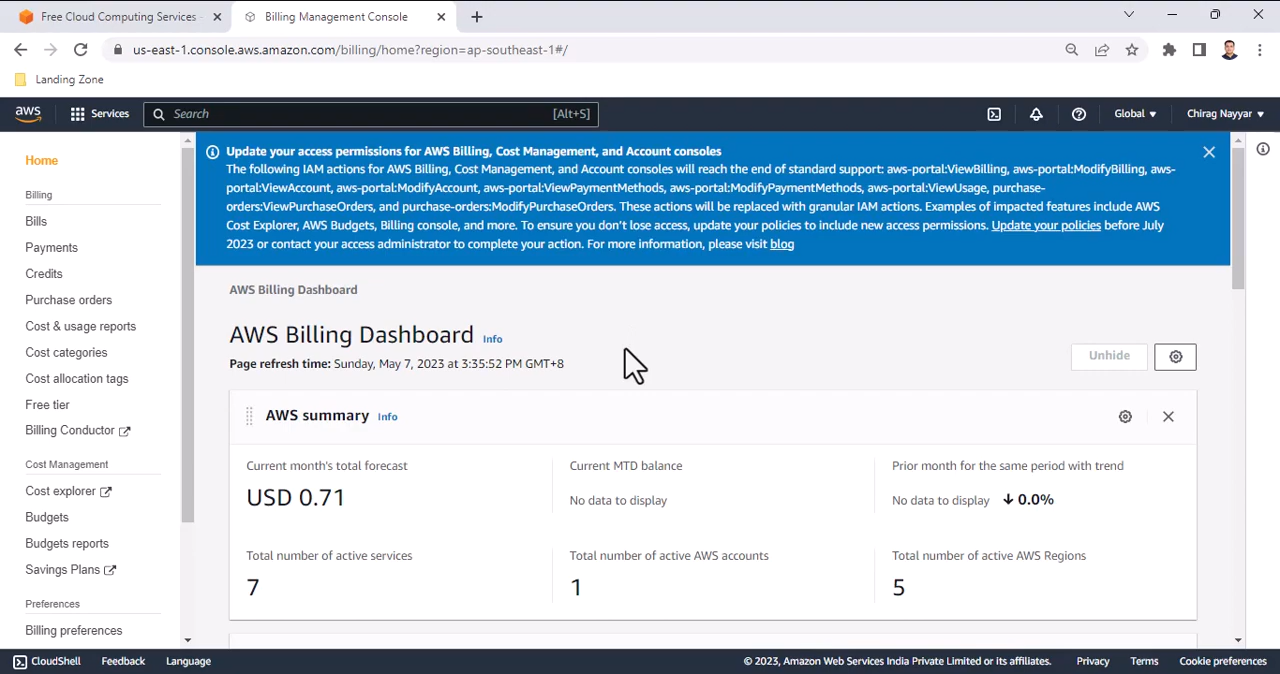 Free Cloud Computing Services
Billing Management Console
us-east-1.console.aws.amazon.com/billing/home?region=ap-southeast-1#/
Landing Zone
aws
Services
Search
[Alt+S]
Global
Chirag Nayyar
Home
Billing
Bills
Payments
Credits
Purchase orders
Cost & usage reports
Cost categories
Cost allocation tags
Free tier
Billing Conductor
Cost Management
Cost explorer
Budgets
Budgets reports
Savings Plans
Preferences
Billing preferences
Update your access permissions for AWS Billing, Cost Management, and Account consoles
The following IAM actions for AWS Billing, Cost Management, and Account consoles will reach the end of standard support: aws-portal:ViewBilling, aws-portal:ModifyBilling, aws-
portal:ViewAccount, aws-portal:ModifyAccount, aws-portal:ViewPaymentMethods, aws-portal:ModifyPaymentMethods, aws-portal:ViewUsage, purchase-
orders:ViewPurchaseOrders, and purchase-orders:ModifyPurchaseOrders. These actions will be replaced with granular IAM actions. Examples of impacted features include AWS
Cost Explorer, AWS Budgets, Billing console, and more. To ensure you don't lose access, update your policies to include new access permissions. Update your policies before July
2023 or contact your access administrator to complete your action. For more information, please visit blog
AWS Billing Dashboard
AWS Billing Dashboard Info
Page refresh time: Sunday, May 7, 2023 at 3:35:52 PM GMT+8
Unhide
AWS summary Info
Current month's total forecast
USD 0.71
Current MTD balance
No data to display
Prior month for the same period with trend
No data to display ↓ 0.0%
Total number of active services
7
Total number of active AWS accounts
1
Total number of active AWS Regions
5
CloudShell
Feedback
Language
© 2023, Amazon Web Services India Private Limited or its affiliates.
Privacy
Terms
Cookie preferences